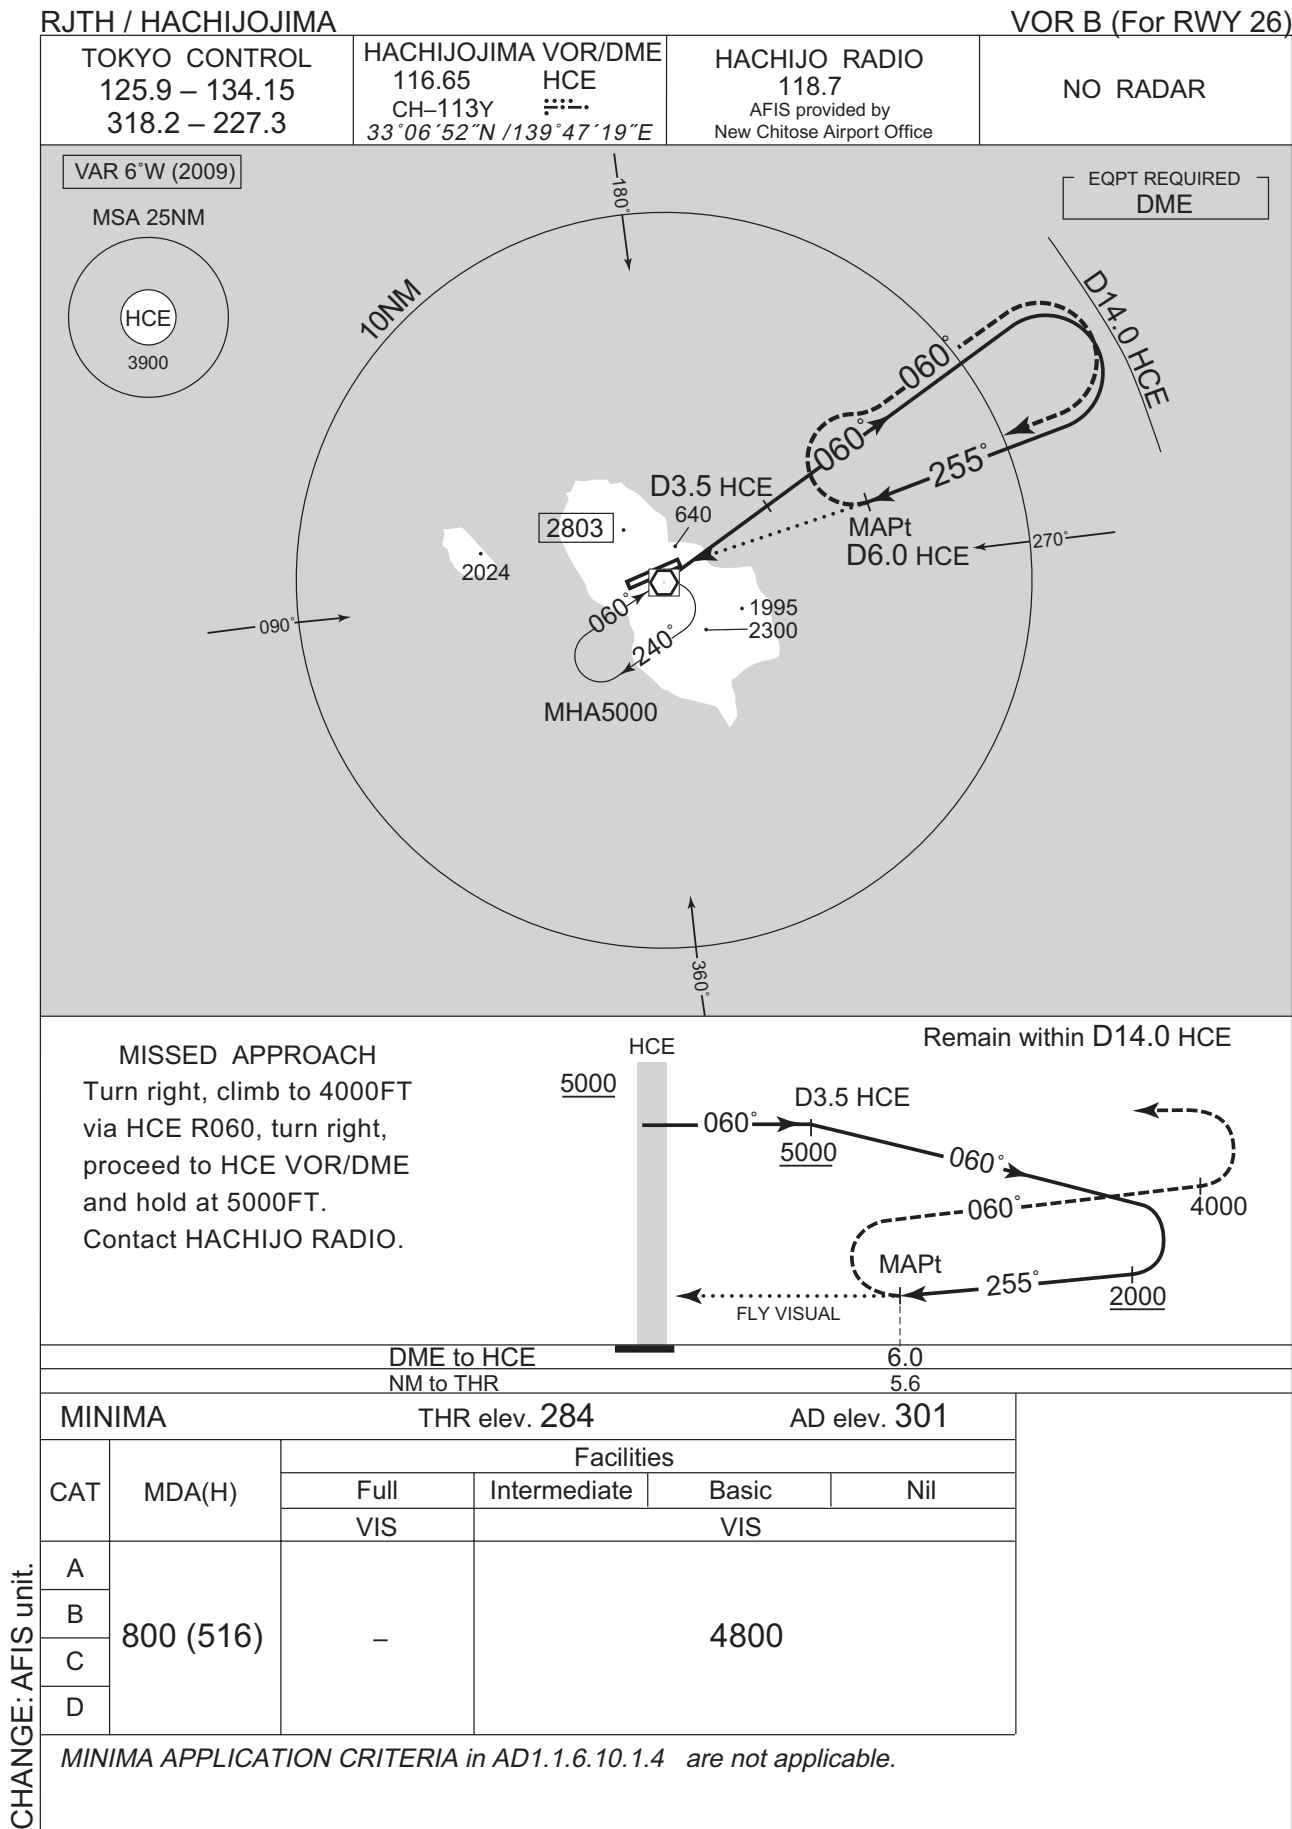 RJTH / HACHIJOJIMA
VOR B (For RWY 26)
TOKYO CONTROL
125.9 – 134.15
318.2 – 227.3
HACHIJOJIMA VOR/DME
116.65 HCE
CH–113Y
33°06´52˝N /139°47´19˝E
HACHIJO RADIO
118.7
AFIS provided by
New Chitose Airport Office
NO RADAR
VAR 6°W (2009)
MSA 25NM
HCE
3900
180°
EQPT REQUIRED
DME
10NM
D14.0 HCE
060°
060°
255°
D3.5 HCE
640
MAPt
D6.0 HCE
270°
2803
2024
090°
060°
240°
1995
2300
MHA5000
360°
MISSED APPROACH
Turn right, climb to 4000FT
via HCE R060, turn right,
proceed to HCE VOR/DME
and hold at 5000FT.
Contact HACHIJO RADIO.
HCE
Remain within D14.0 HCE
5000
060°
D3.5 HCE
5000
060°
060°
4000
MAPt
255°
2000
FLY VISUAL
DME to HCE 6.0
NM to THR 5.6
MINIMA THR elev. 284 AD elev. 301
CAT MDA(H) Facilities
Full Intermediate Basic Nil
VIS VIS
A
B
C
D
800 (516) – 4800
MINIMA APPLICATION CRITERIA in AD1.1.6.10.1.4 are not applicable.
CHANGE: AFIS unit.